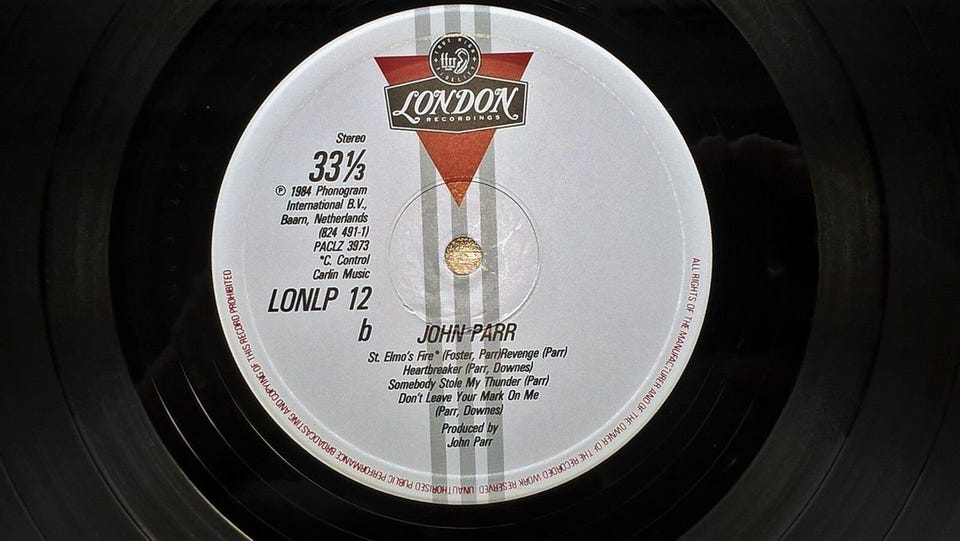 TRUE HIGH FIDELITY
ffrr
LONDON
RECORDINGS
Stereo
33⅓
℗ 1984 Phonogram
International B.V.,
Baarn, Netherlands
(824 491-1)
PACLZ 3973
*C. Control
Carlin Music
LONLP 12
b
JOHN PARR
St. Elmo's Fire* (Foster, Parr)Revenge (Parr)
Heartbreaker (Parr, Downes)
Somebody Stole My Thunder (Parr)
Don't Leave Your Mark On Me
(Parr, Downes)
Produced by
John Parr
ALL RIGHTS OF THE MANUFACTURER AND OF THE OWNER OF THE RECORDED WORK RESERVED UNAUTHORISED PUBLIC PERFORMANCE BROADCASTING AND COPYING OF THIS RECORD PROHIBITED